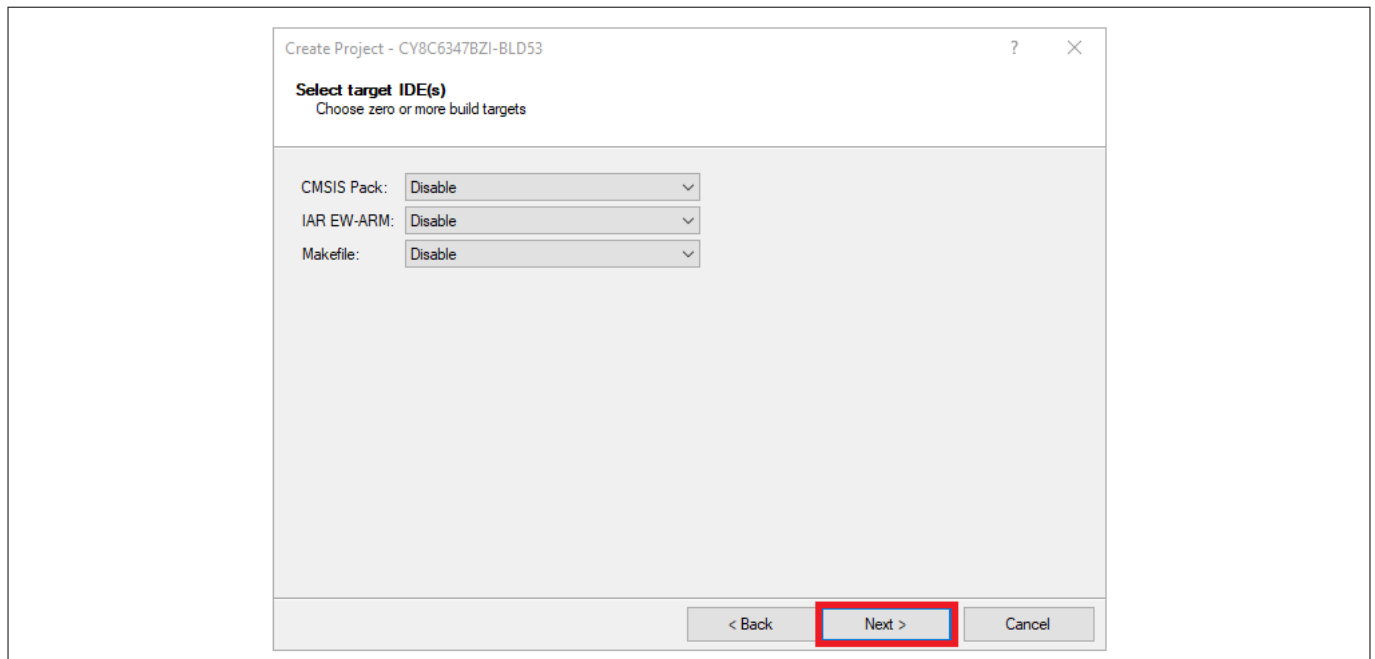 Create Project - CY8C6347BZI-BLD53 ?
Select target IDE(s)
Choose zero or more build targets
CMSIS Pack: Disable
IAR EW-ARM: Disable
Makefile: Disable
< Back Next > Cancel